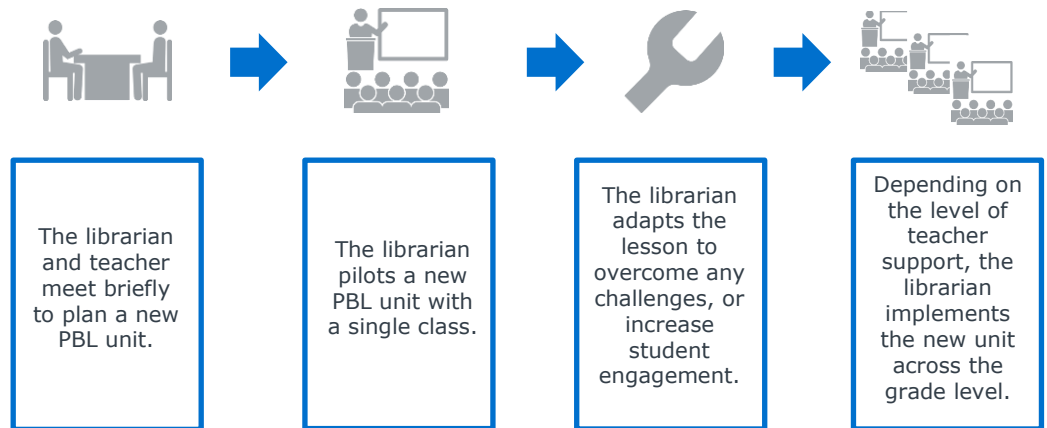 The librarian
and teacher
meet briefly
to plan a new
PBL unit.
The librarian
pilots a new
PBL unit with
a single class.
The librarian
adapts the
lesson to
overcome any
challenges, or
increase
student
engagement.
Depending on
the level of
teacher
support, the
librarian
implements
the new unit
across the
grade level.